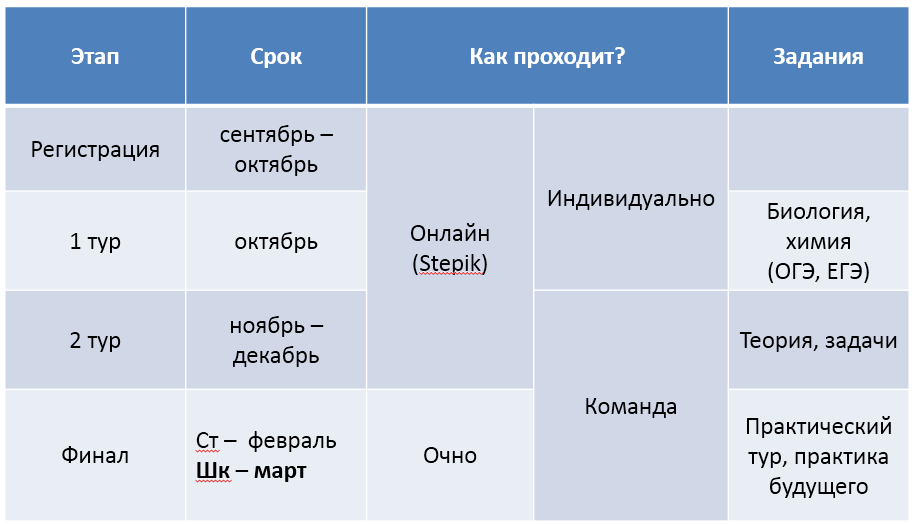 Этап
Срок
Как проходит?
Задания
Регистрация
сентябрь –
октябрь
Онлайн
(Stepik)
Индивидуально
1 тур
октябрь
Биология,
химия
(ОГЭ, ЕГЭ)
2 тур
ноябрь –
декабрь
Команда
Теория, задачи
Финал
Ст – февраль
Шк – март
Очно
Практический
тур, практика
будущего